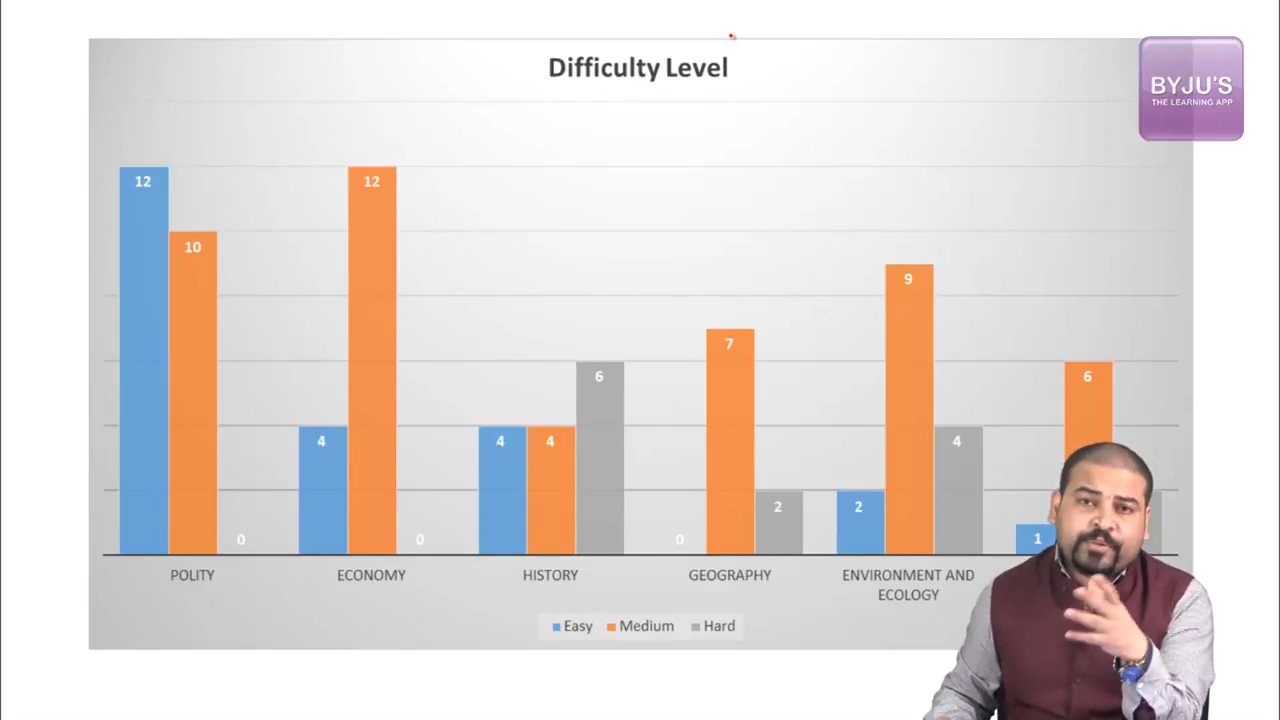 Difficulty Level
BYJU'S
THE LEARNING APP
12
10
0
4
12
0
4
4
6
0
7
2
2
9
4
1
6
POLITY
ECONOMY
HISTORY
GEOGRAPHY
ENVIRONMENT AND
ECOLOGY
Easy Medium Hard